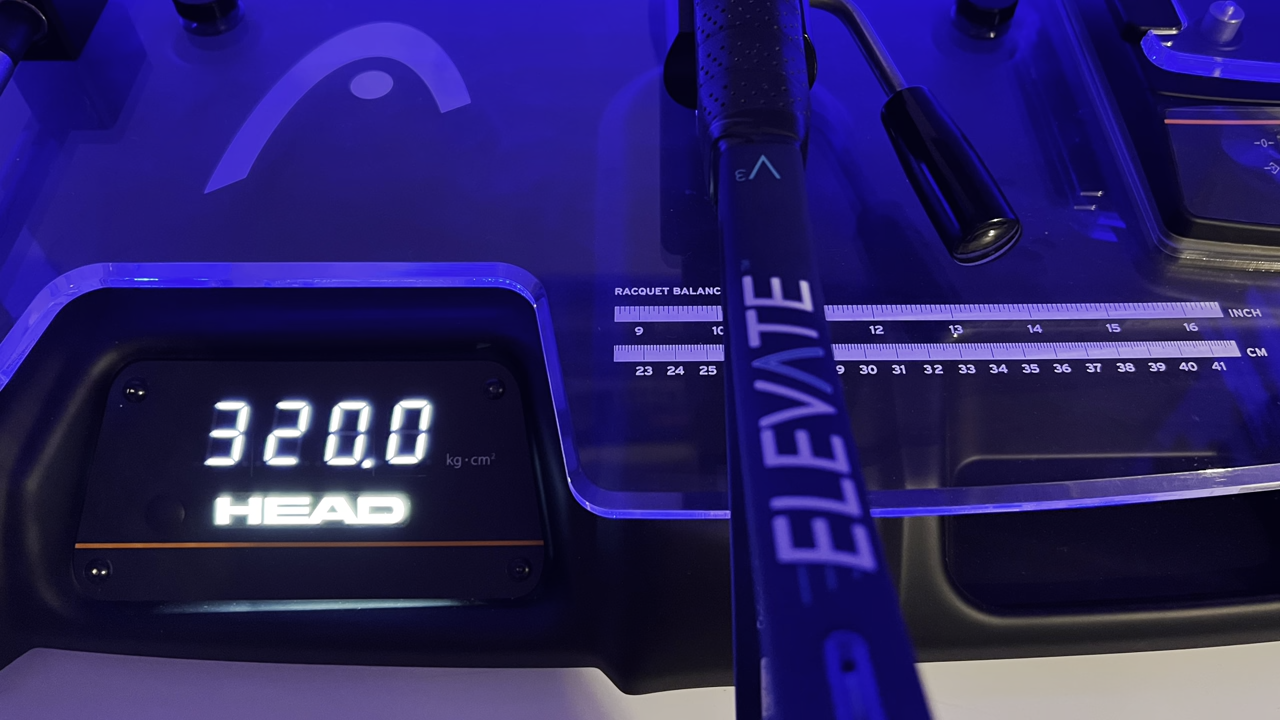 V3
ELEVATE
RACQUET BALANC
INCH
9 10 12 13 14 15 16
CM
23 24 25 9 30 31 32 33 34 35 36 37 38 39 40 41
320.0
kg·cm²
HEAD
-0-